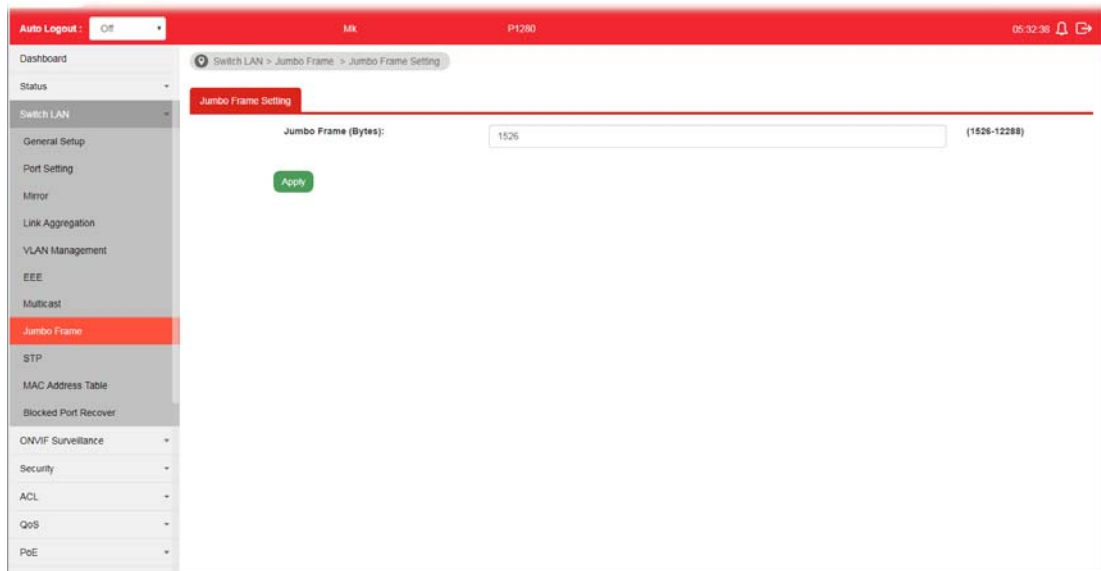 Auto Logout : Off Mk P1280 05:32:38
Dashboard
Status
Switch LAN
General Setup
Port Setting
Mirror
Link Aggregation
VLAN Management
EEE
Multicast
Jumbo Frame
STP
MAC Address Table
Blocked Port Recover
ONVIF Surveillance
Security
ACL
QoS
PoE
Switch LAN > Jumbo Frame > Jumbo Frame Setting
Jumbo Frame Setting
Jumbo Frame (Bytes): 1526 (1526-12288)
Apply